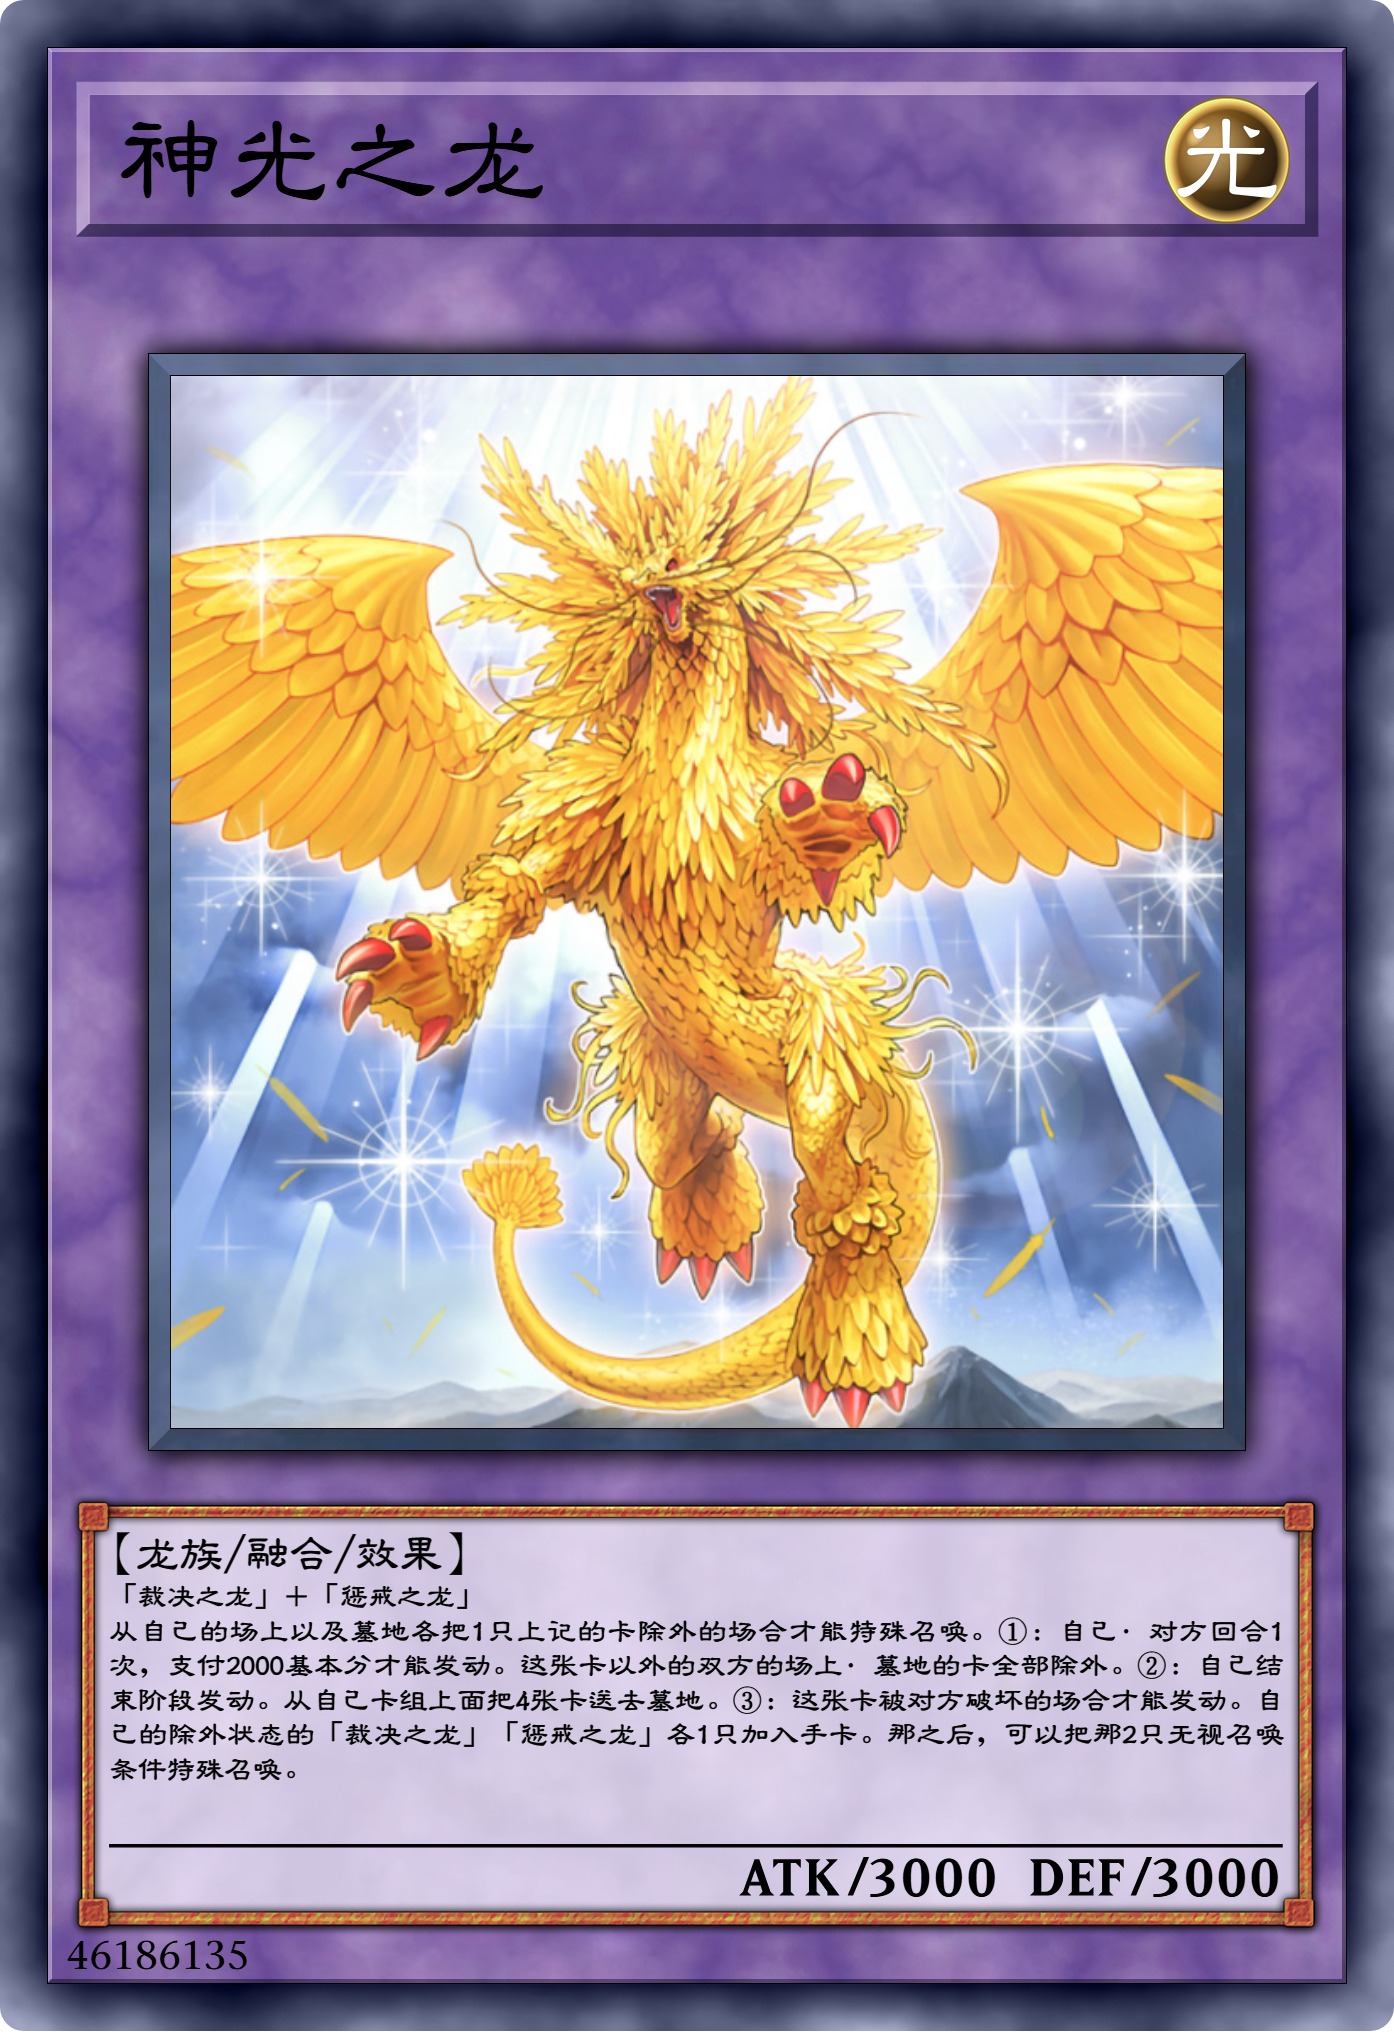 神光之龙
光
【龙族/融合/效果】
「裁决之龙」＋「惩戒之龙」
从自己的场上以及墓地各把1只上记的卡除外的场合才能特殊召唤。①：自己·对方回合1
次，支付2000基本分才能发动。这张卡以外的双方的场上·墓地的卡全部除外。②：自己结
束阶段发动。从自己卡组上面把4张卡送去墓地。③：这张卡被对方破坏的场合才能发动。自
己的除外状态的「裁决之龙」「惩戒之龙」各1只加入手卡。那之后，可以把那2只无视召唤
条件特殊召唤。
ATK/3000 DEF/3000
46186135